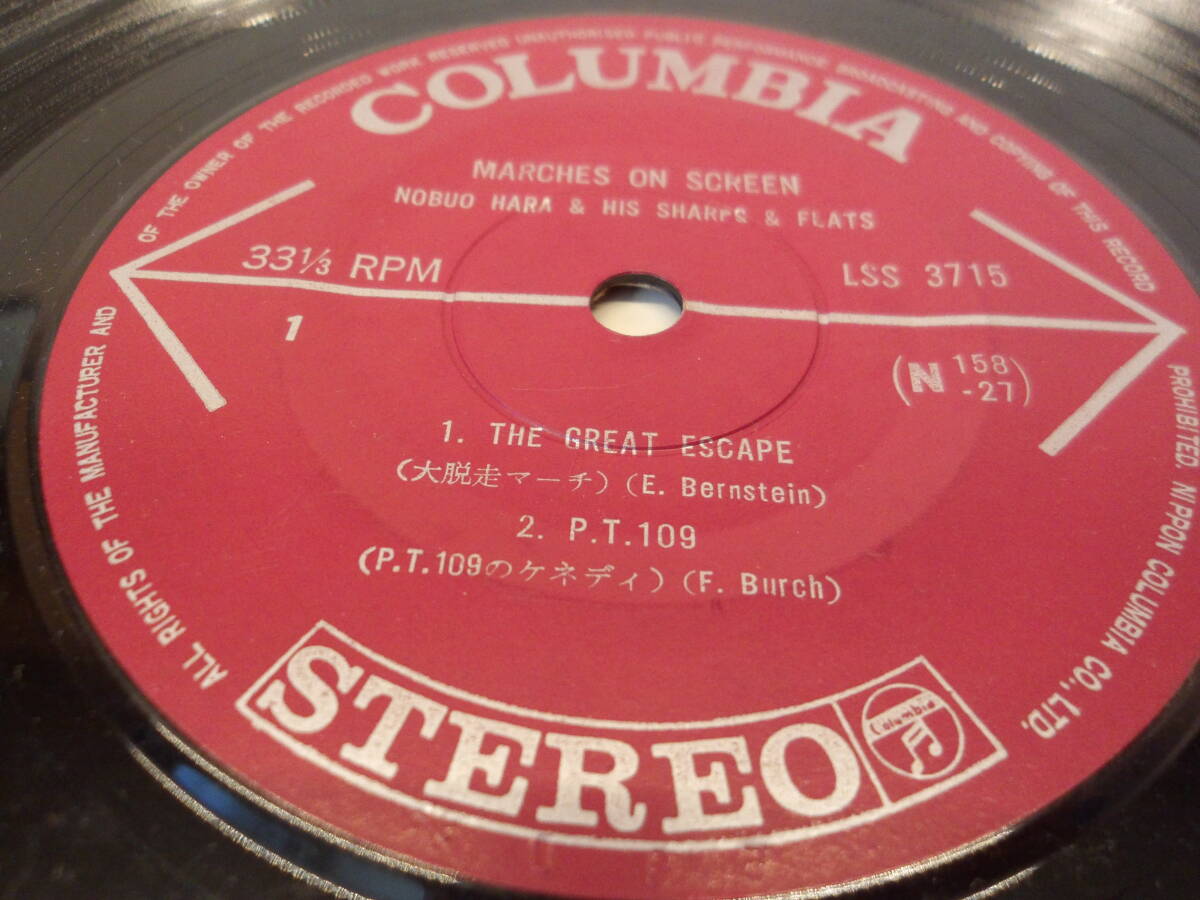 COLUMBIA
MARCHES ON SCREEN
NOBUO HARA & HIS SHARPS & FLATS
33⅓ RPM
LSS 3715
1
(N 158 -27)
1. THE GREAT ESCAPE
(大脱走マーチ) (E. Bernstein)
2. P.T.109
(P.T.109のケネディ) (F. Burch)
STEREO
Columbia
ALL RIGHTS OF THE MANUFACTURER AND OF THE OWNER OF THE RECORDED WORK RESERVED UNAUTHORISED PUBLIC PERFORMANCE BROADCASTING AND COPYING OF THIS RECORD PROHIBITED. NIPPON COLUMBIA CO., LTD.